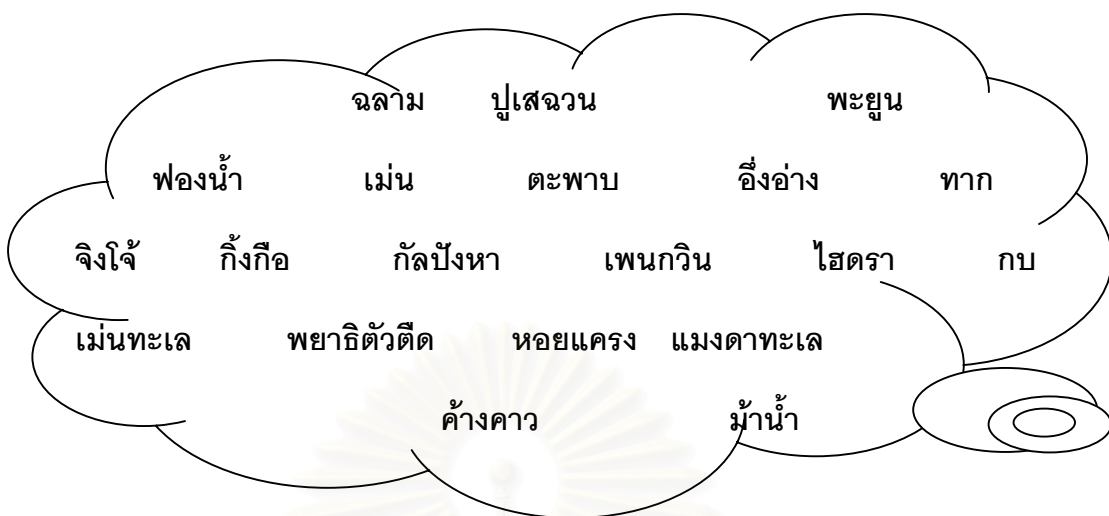 ฉลาม ปูเสฉวน พะยูน
ฟองน้ำ เม่น ตะพาบ อึ่งอ่าง ทาก
จิงโจ้ กิ้งกือ กัลปังหา เพนกวิน ไฮดรา กบ
เม่นทะเล พยาธิตัวตืด หอยแครง แมงดาทะเล
ค้างคาว ม้าน้ำ